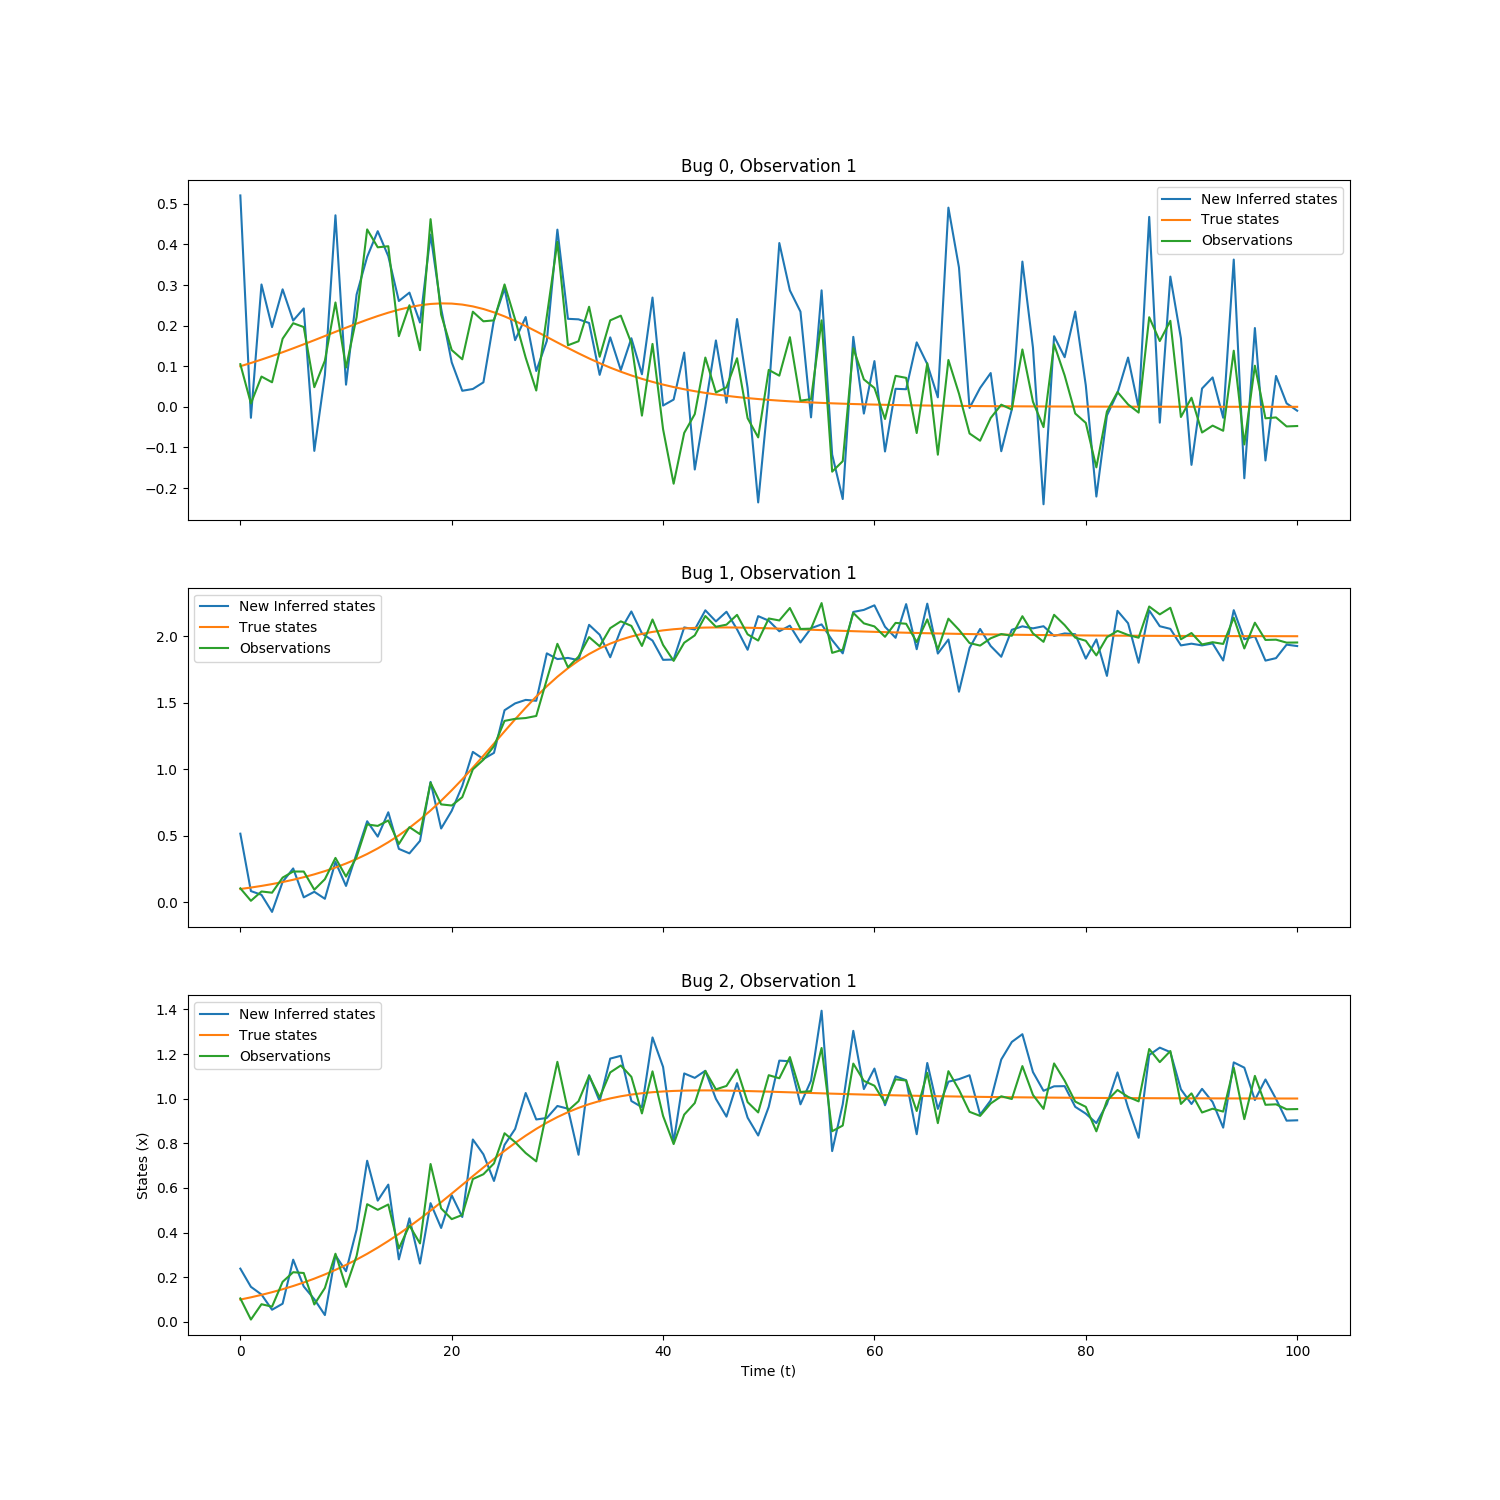 Bug 0, Observation 1
0.5
0.4
0.3
0.2
0.1
0.0
−0.1
−0.2
New Inferred states
True states
Observations
Bug 1, Observation 1
2.0
1.5
1.0
0.5
0.0
New Inferred states
True states
Observations
Bug 2, Observation 1
States (x)
1.4
1.2
1.0
0.8
0.6
0.4
0.2
0.0
New Inferred states
True states
Observations
0 20 40 60 80 100
Time (t)